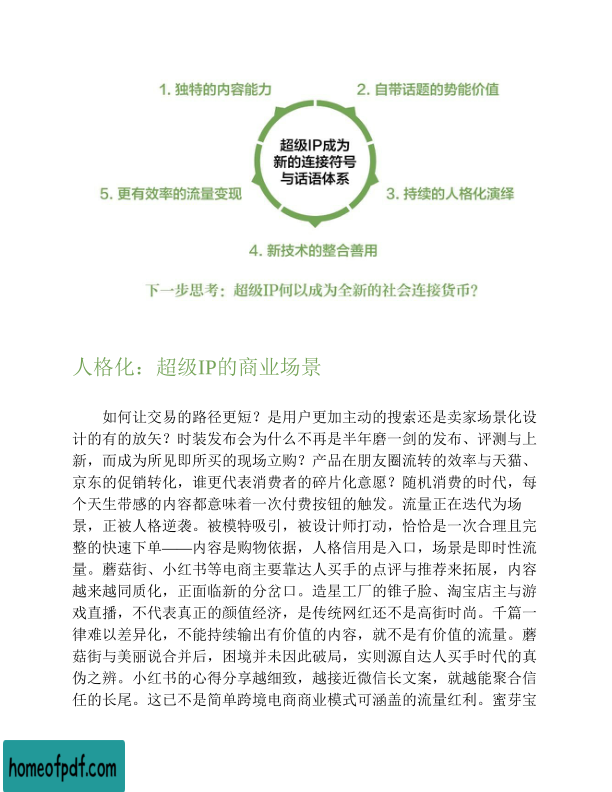 1. 独特的内容能力
2. 自带话题的势能价值
超级IP成为
新的连接符号
与话语体系
5. 更有效率的流量变现
3. 持续的人格化演绎
4. 新技术的整合善用
下一步思考：超级IP何以成为全新的社会连接货币？
人格化：超级IP的商业场景
如何让交易的路径更短？是用户更加主动的搜索还是卖家场景化设
计的有的放矢？时装发布会为什么不再是半年磨一剑的发布、评测与上
新，而成为所见即所买的现场立购？产品在朋友圈流转的效率与天猫、
京东的促销转化，谁更代表消费者的碎片化意愿？随机消费的时代，每
个天生带感的内容都意味着一次付费按钮的触发。流量正在迭代为场
景，正被人格逆袭。被模特吸引，被设计师打动，恰恰是一次合理且完
整的快速下单——内容是购物依据，人格信用是入口，场景是即时性流
量。蘑菇街、小红书等电商主要靠达人买手的点评与推荐来拓展，内容
越来越同质化，正面临新的分岔口。造星工厂的锥子脸、淘宝店主与游
戏直播，不代表真正的颜值经济，是传统网红还不是高街时尚。千篇一
律难以差异化，不能持续输出有价值的内容，就不是有价值的流量。蘑
菇街与美丽说合并后，困境并未因此破局，实则源自达人买手时代的真
伪之辨。小红书的心得分享越细致，越接近微信长文案，就越能聚合信
任的长尾。这已不是简单跨境电商商业模式可涵盖的流量红利。蜜芽宝
homeofpdf.com